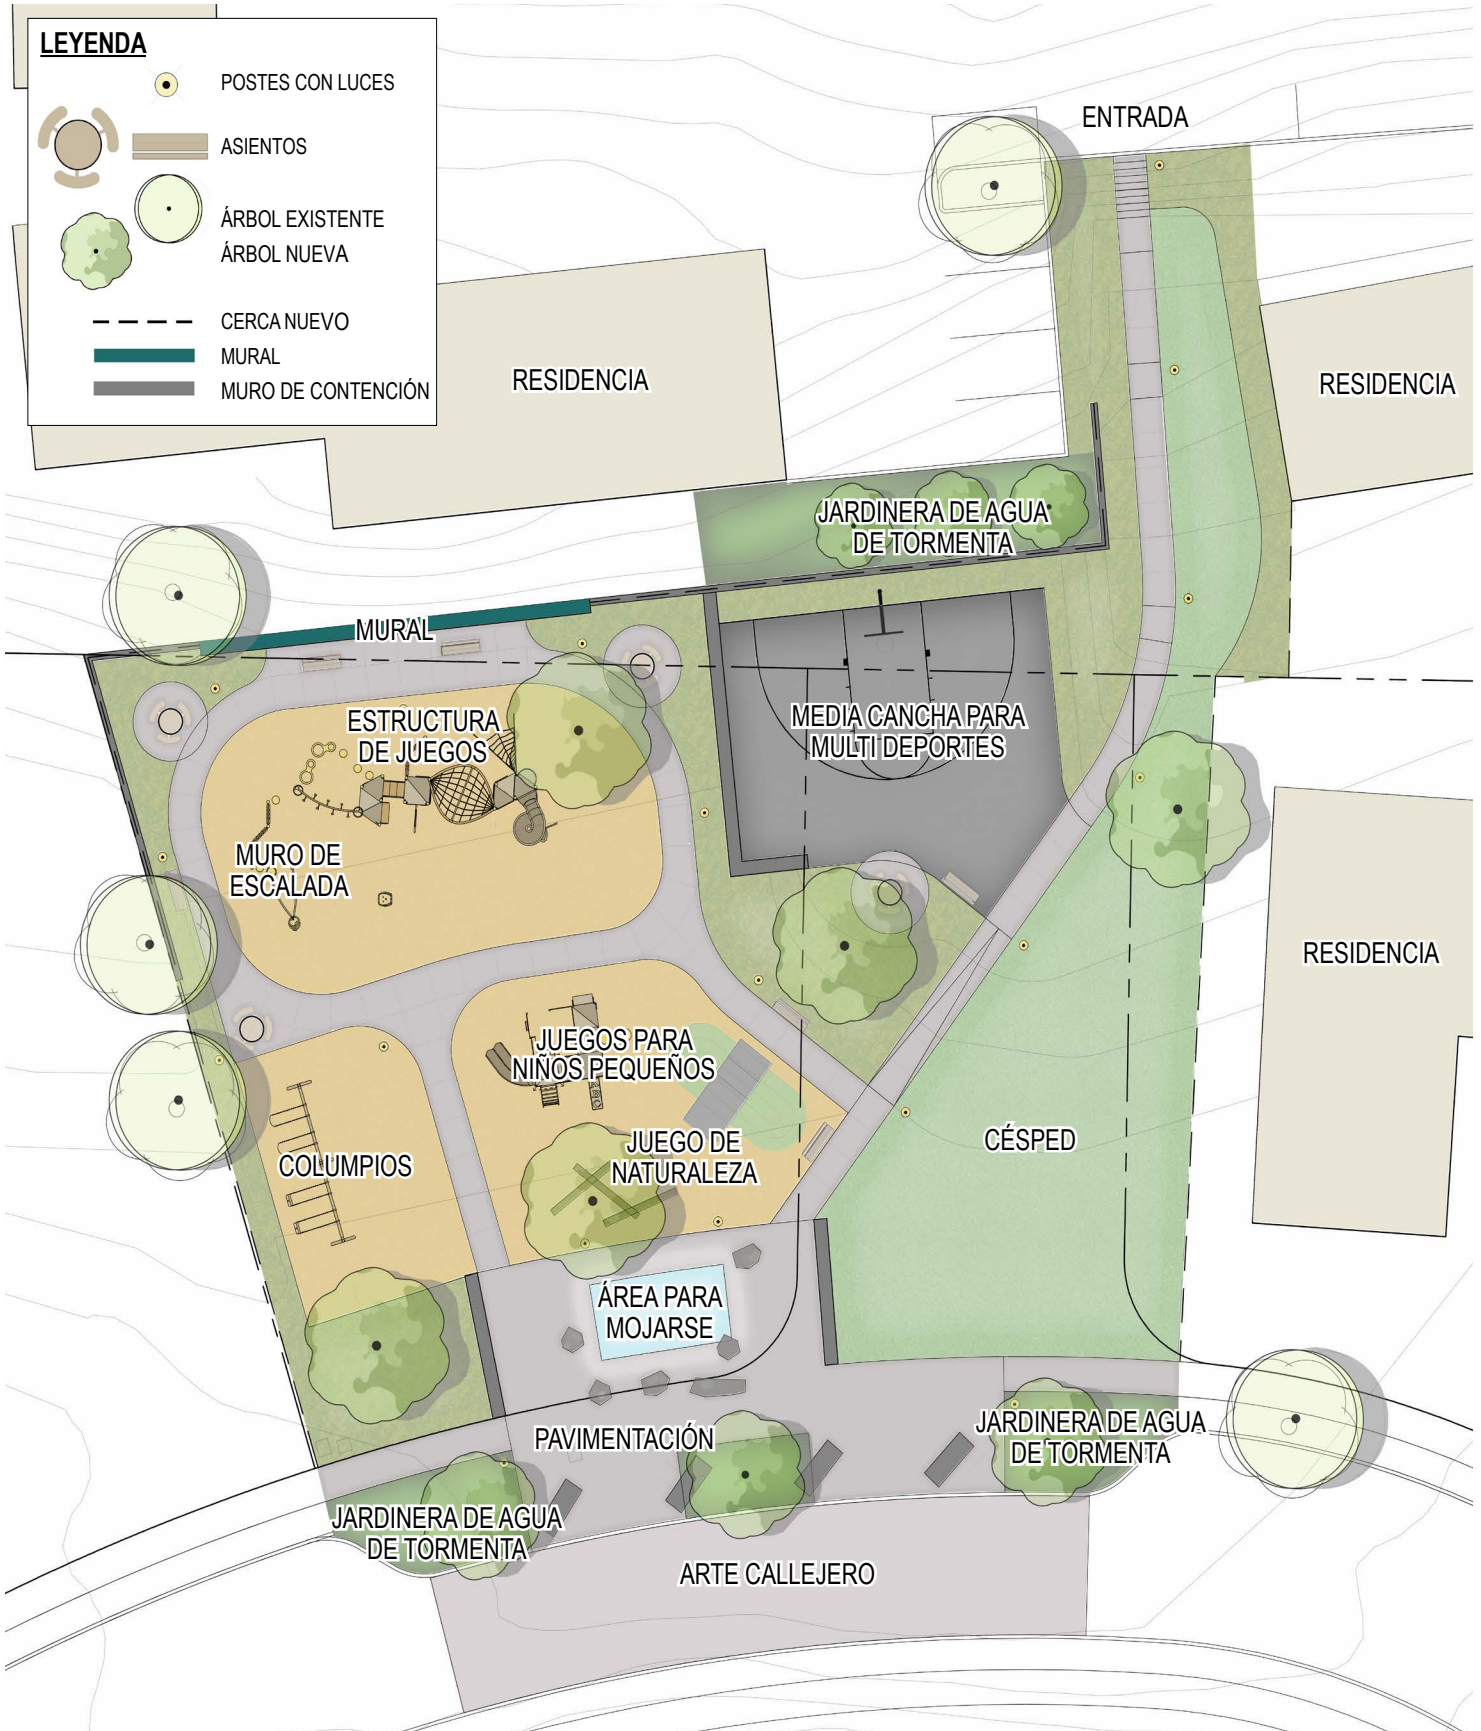 LEYENDA
POSTES CON LUCES
ASIENTOS
ÁRBOL EXISTENTE
ÁRBOL NUEVA
CERCA NUEVO
MURAL
MURO DE CONTENCIÓN
ENTRADA
RESIDENCIA
RESIDENCIA
JARDINERA DE AGUA
DE TORMENTA
MURAL
ESTRUCTURA
DE JUEGOS
MEDIA CANCHA PARA
MULTI DEPORTES
MURO DE
ESCALADA
RESIDENCIA
JUEGOS PARA
NIÑOS PEQUEÑOS
JUEGO DE
NATURALEZA
CÉSPED
COLUMPIOS
ÁREA PARA
MOJARSE
PAVIMENTACIÓN
JARDINERA DE AGUA
DE TORMENTA
JARDINERA DE AGUA
DE TORMENTA
ARTE CALLEJERO